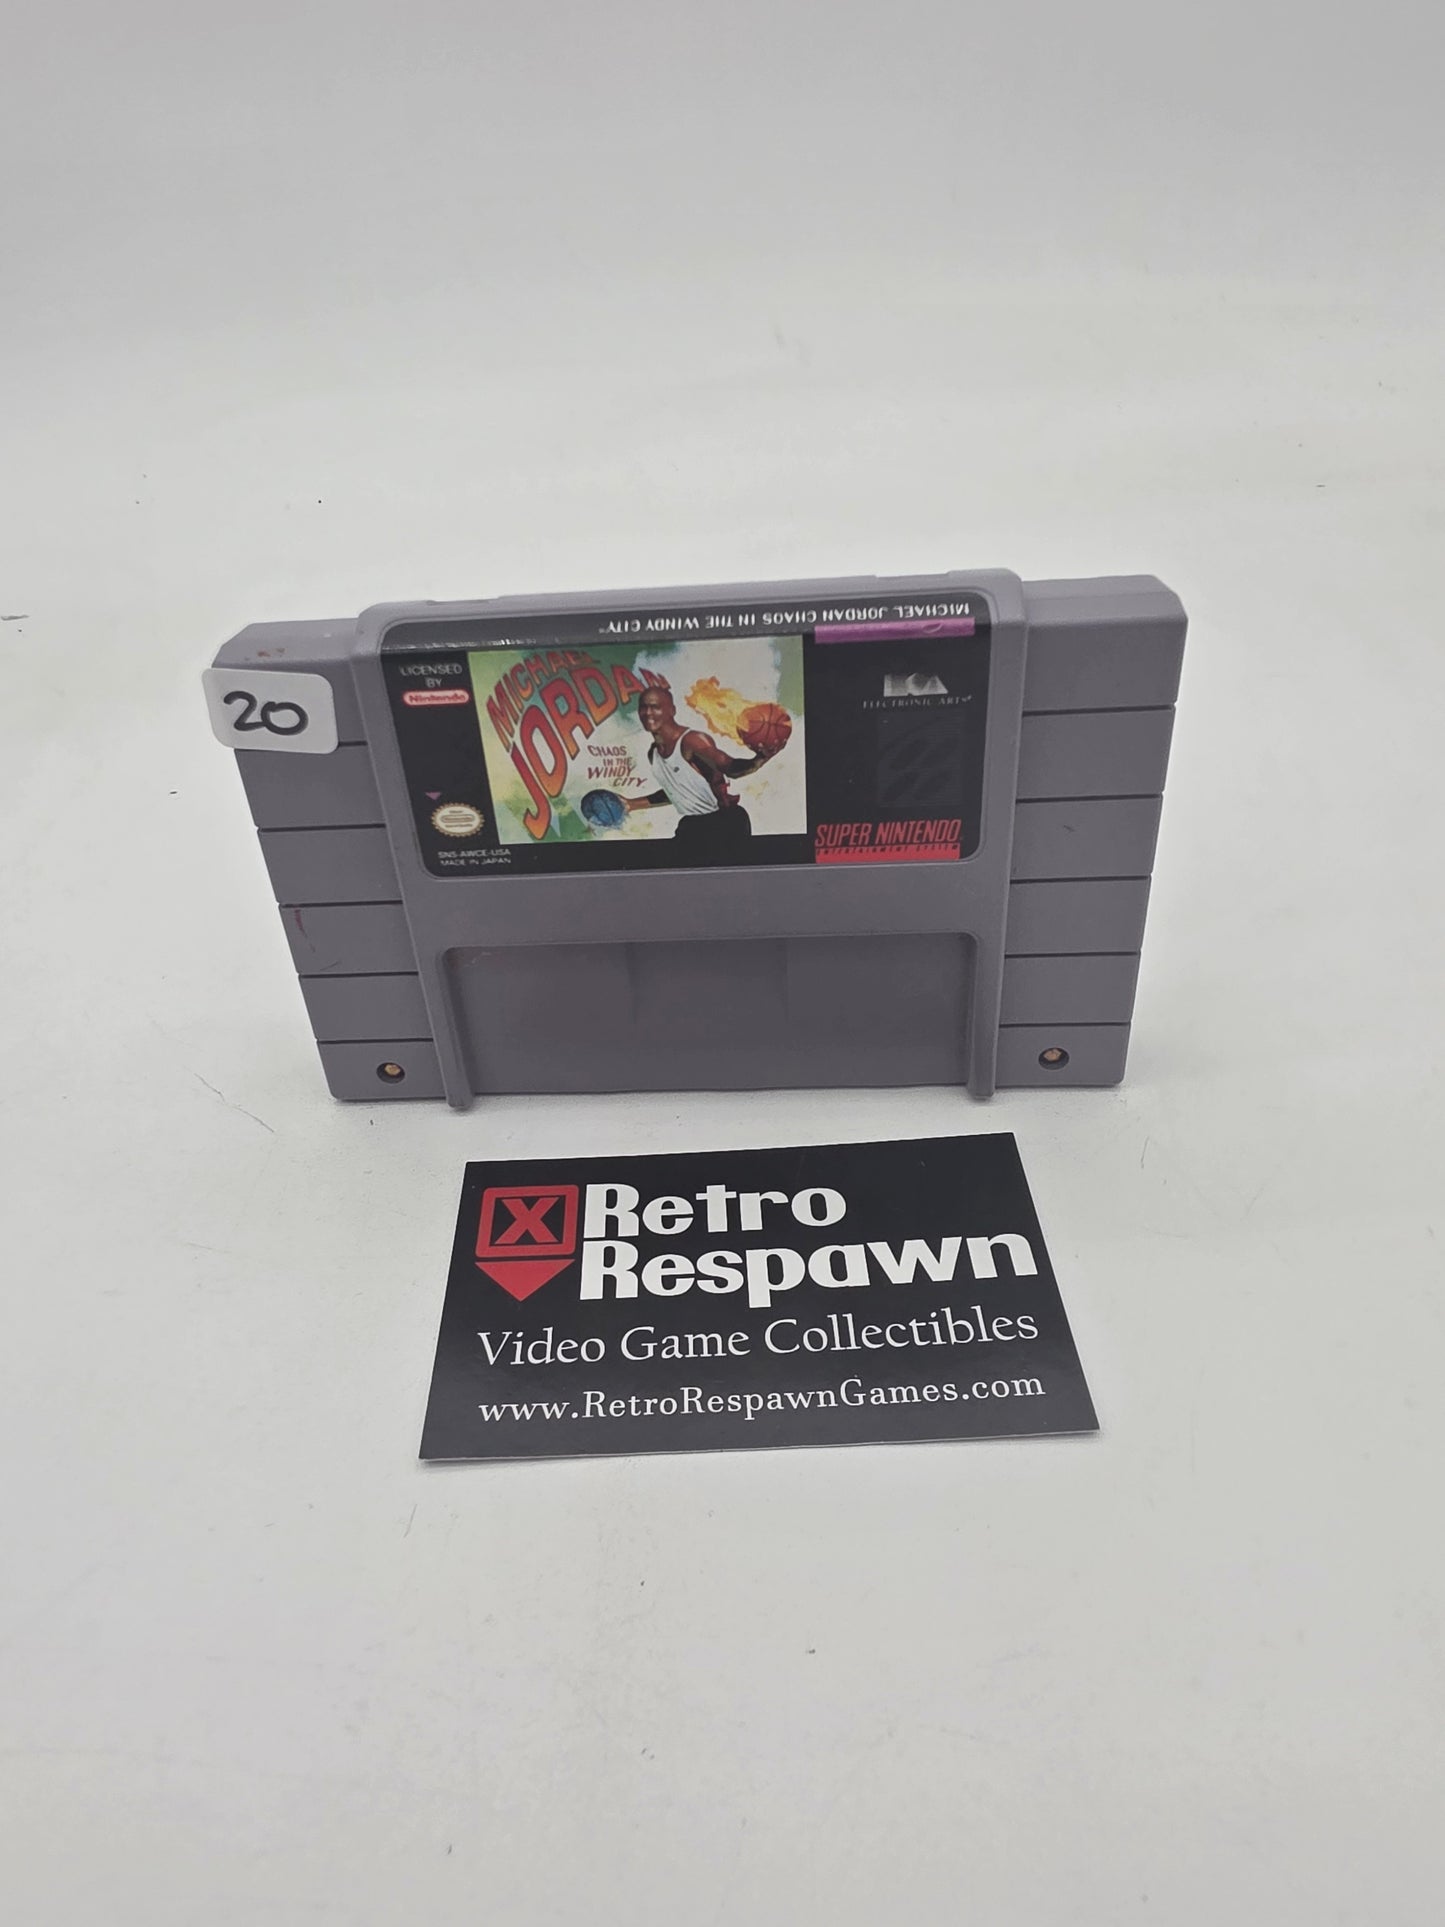 MICHAEL JORDAN CHAOS IN THE WINDY CITY
20
LICENSED
BY
Nintendo
MICHAEL
JORDAN
CHAOS
IN THE
WINDY
CITY
EA
ELECTRONIC ARTS
SNS-AWCE-USA
MADE IN JAPAN
SUPER NINTENDO
ENTERTAINMENT SYSTEM
X
Retro
Respawn
Video Game Collectibles
www.RetroRespawnGames.com